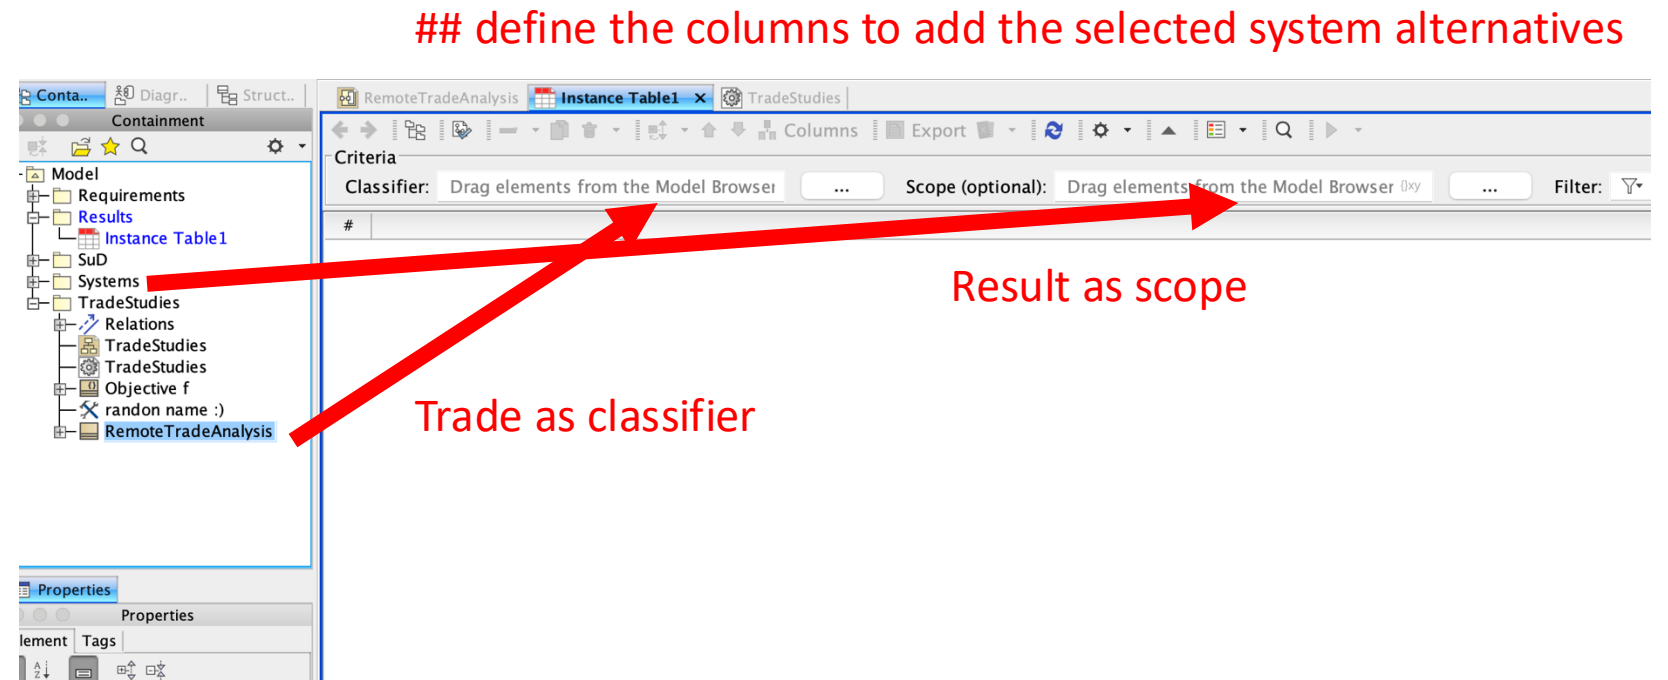 ## define the columns to add the selected system alternatives
Conta.. Diagr.. Struct..
RemoteTradeAnalysis Instance Table1 x TradeStudies
Containment
Columns Export
Criteria
Classifier: Drag elements from the Model Browser ... Scope (optional): Drag elements from the Model Browser ... Filter:
#
Model
Requirements
Results
Instance Table1
SuD
Systems
TradeStudies
Relations
TradeStudies
TradeStudies
Objective f
randon name :)
RemoteTradeAnalysis
Result as scope
Trade as classifier
Properties
Properties
lement Tags